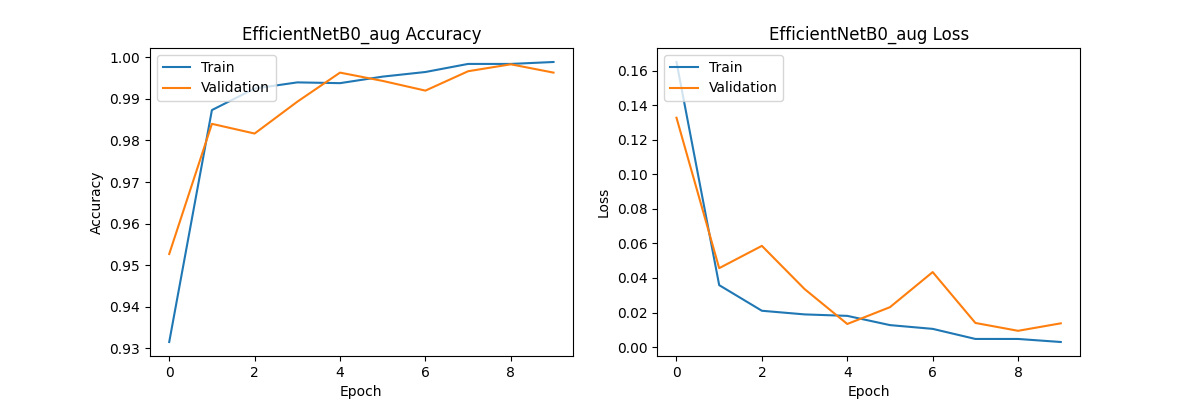 EfficientNetB0_aug Accuracy
Train
Validation
1.00
0.99
0.98
0.97
0.96
0.95
0.94
0.93
Accuracy
0
2
4
6
8
Epoch
EfficientNetB0_aug Loss
Train
Validation
0.16
0.14
0.12
0.10
0.08
0.06
0.04
0.02
0.00
Loss
0
2
4
6
8
Epoch